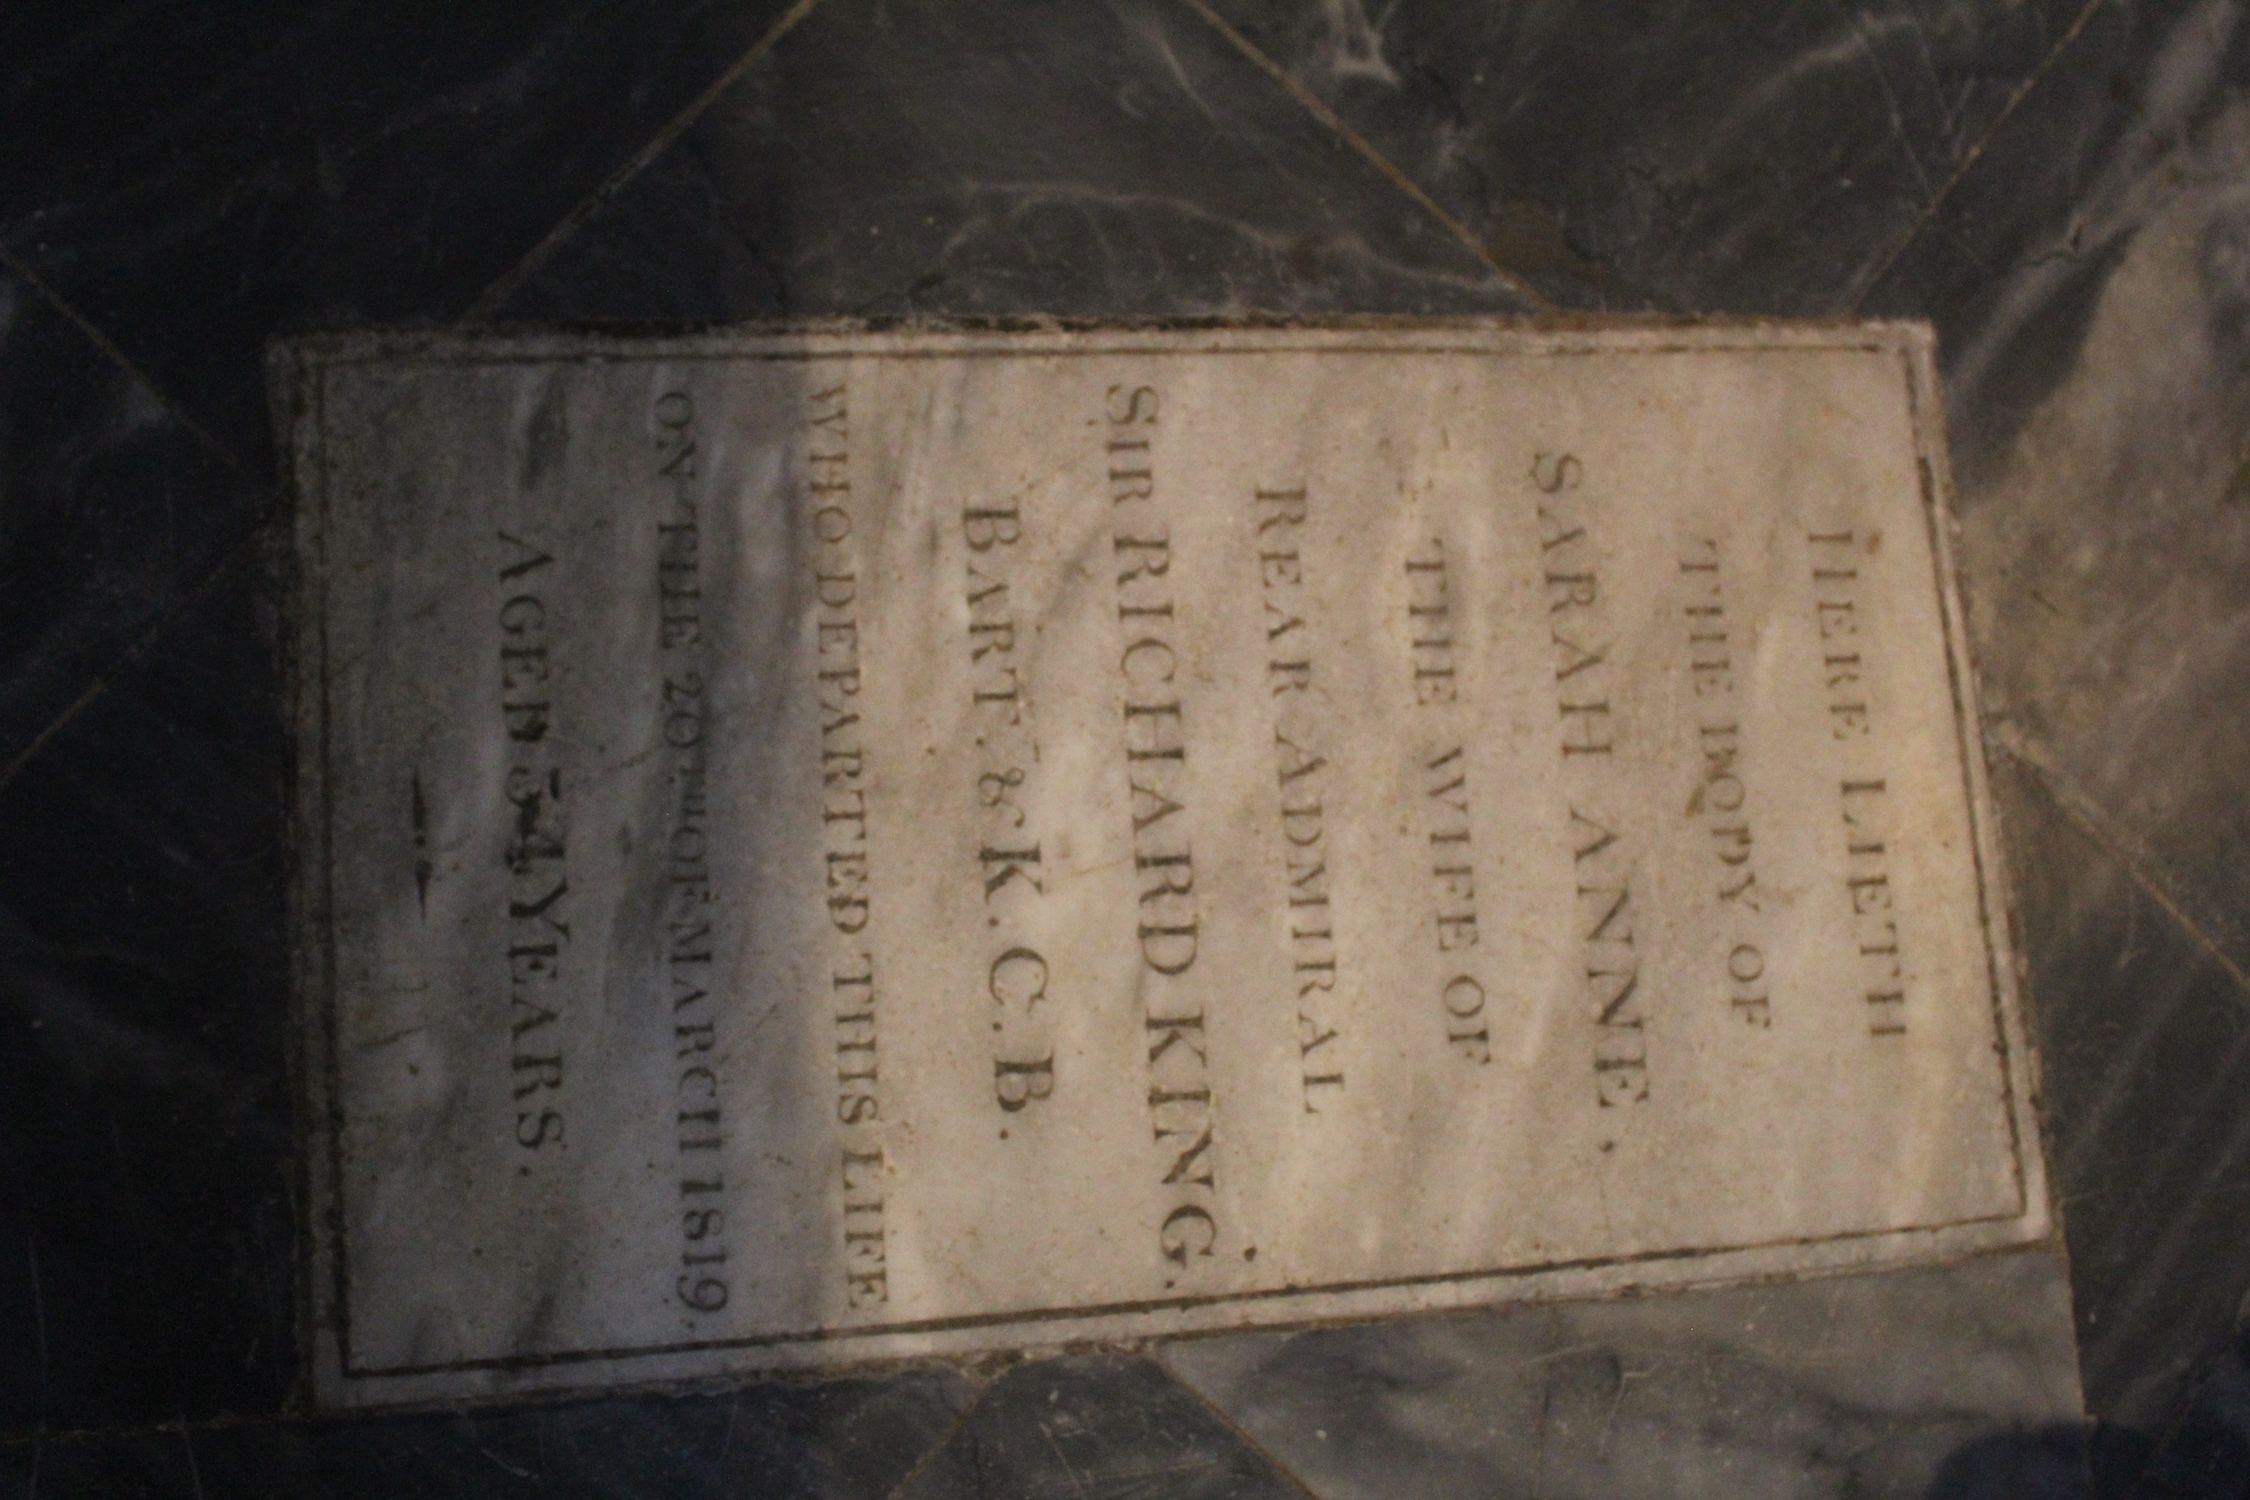 HERE LIETH
THE BODY OF
SARAH ANNE,
THE WIFE OF
REAR ADMIRAL
SIR RICHARD KING.
BART. & K.C.B.
WHO DEPARTED THIS LIFE
ON THE 20TH OF MARCH 1819,
AGED 34 YEARS.